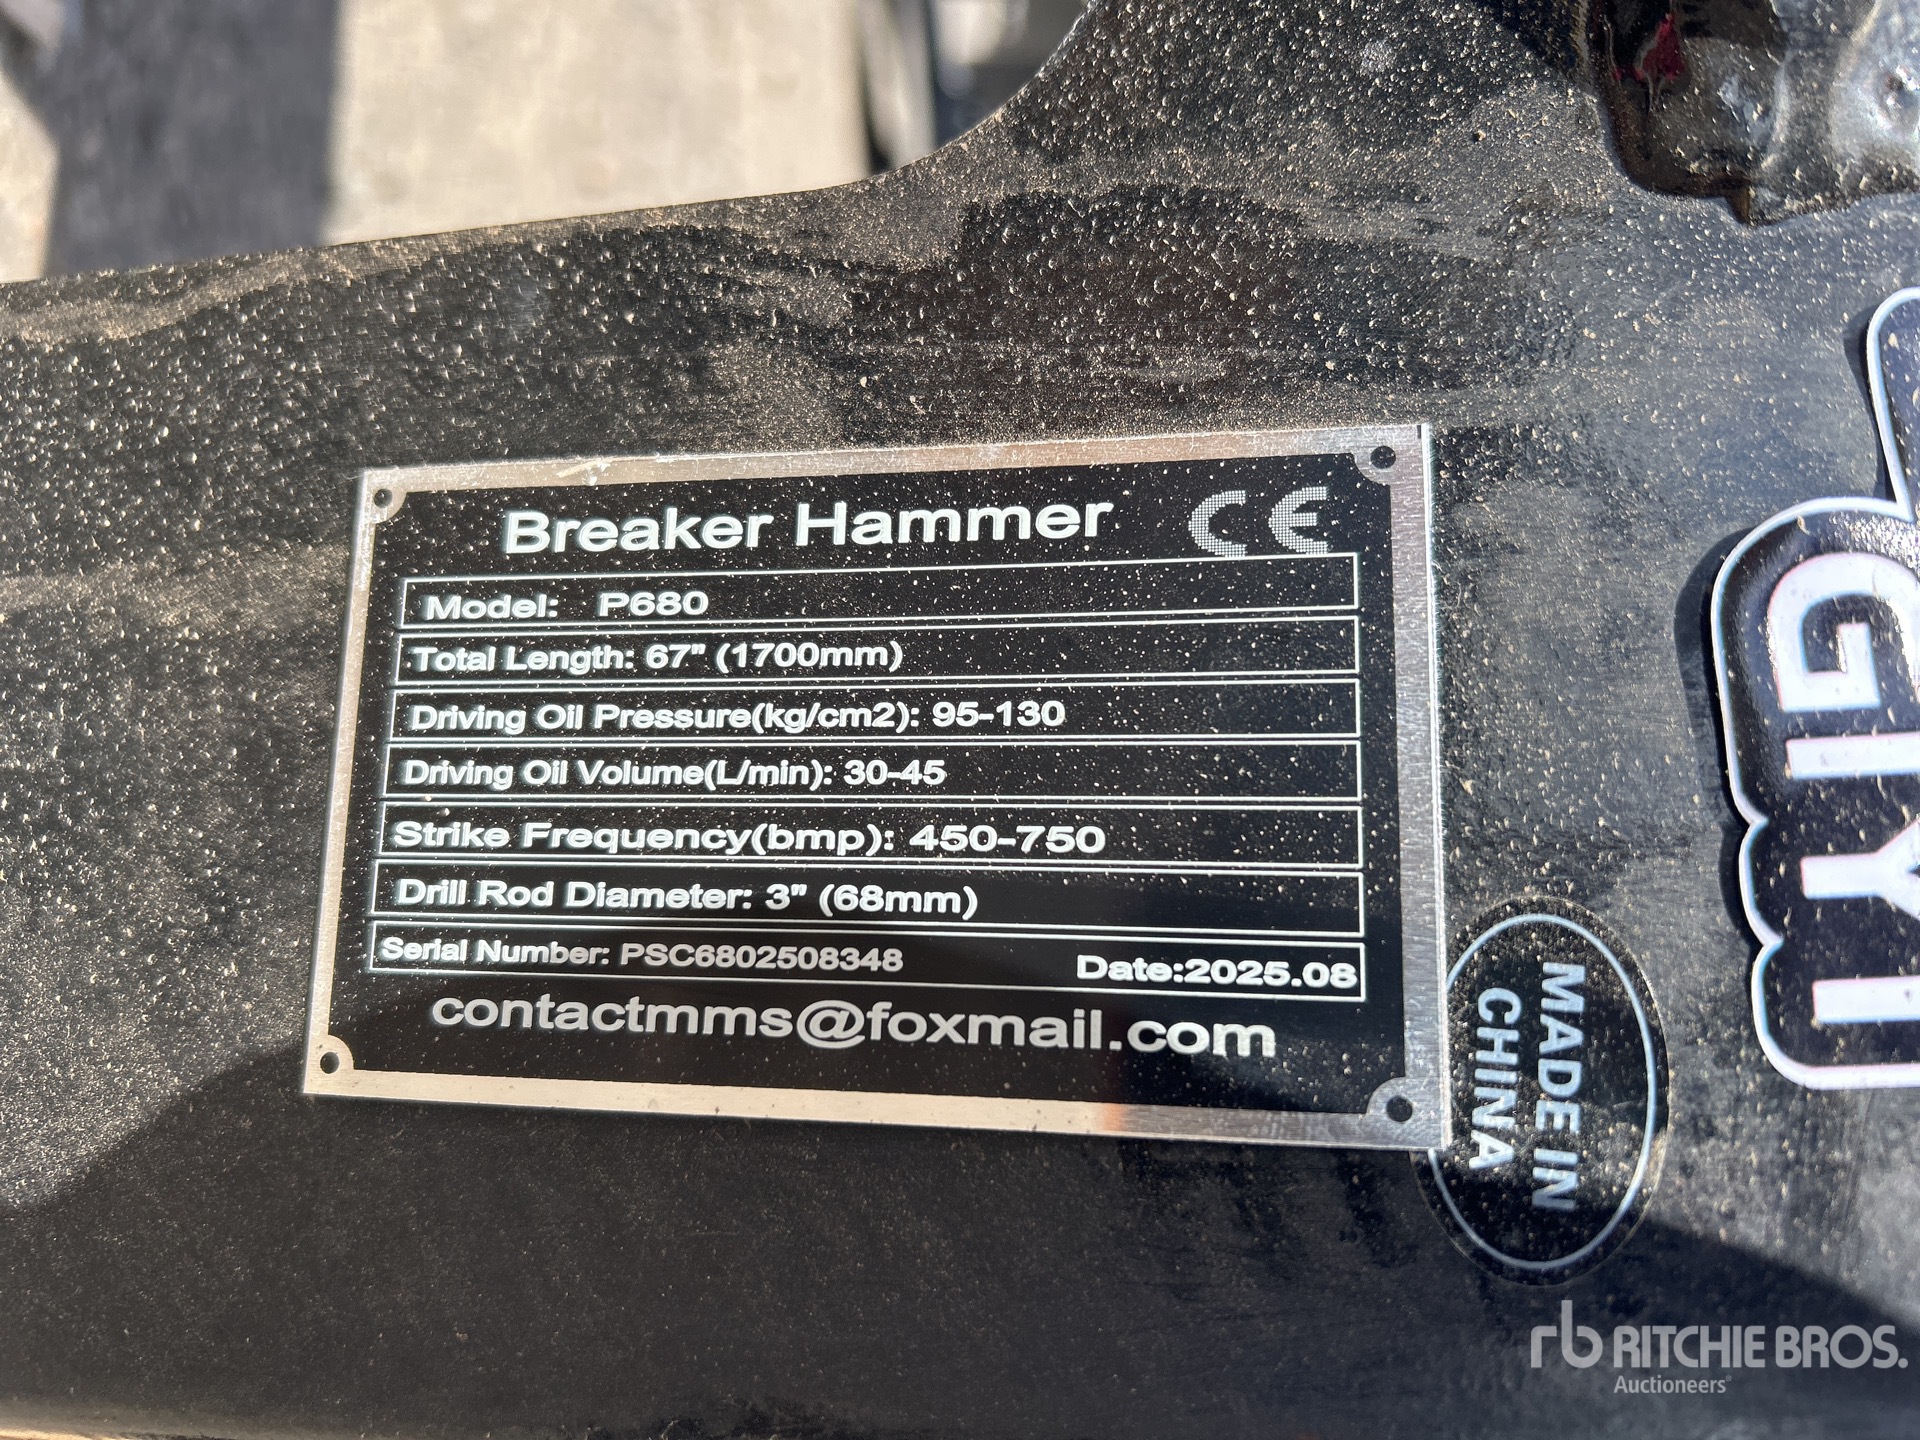 Breaker Hammer CE
Model: P680
Total Length: 67" (1700mm)
Driving Oil Pressure(kg/cm2): 95-130
Driving Oil Volume(L/min): 30-45
Strike Frequency(bmp): 450-750
Drill Rod Diameter: 3" (68mm)
Serial Number: PSC6802508348 Date:2025.08
contactmms@foxmail.com
MADE IN
CHINA
GIYI
rb RITCHIE BROS.
Auctioneers